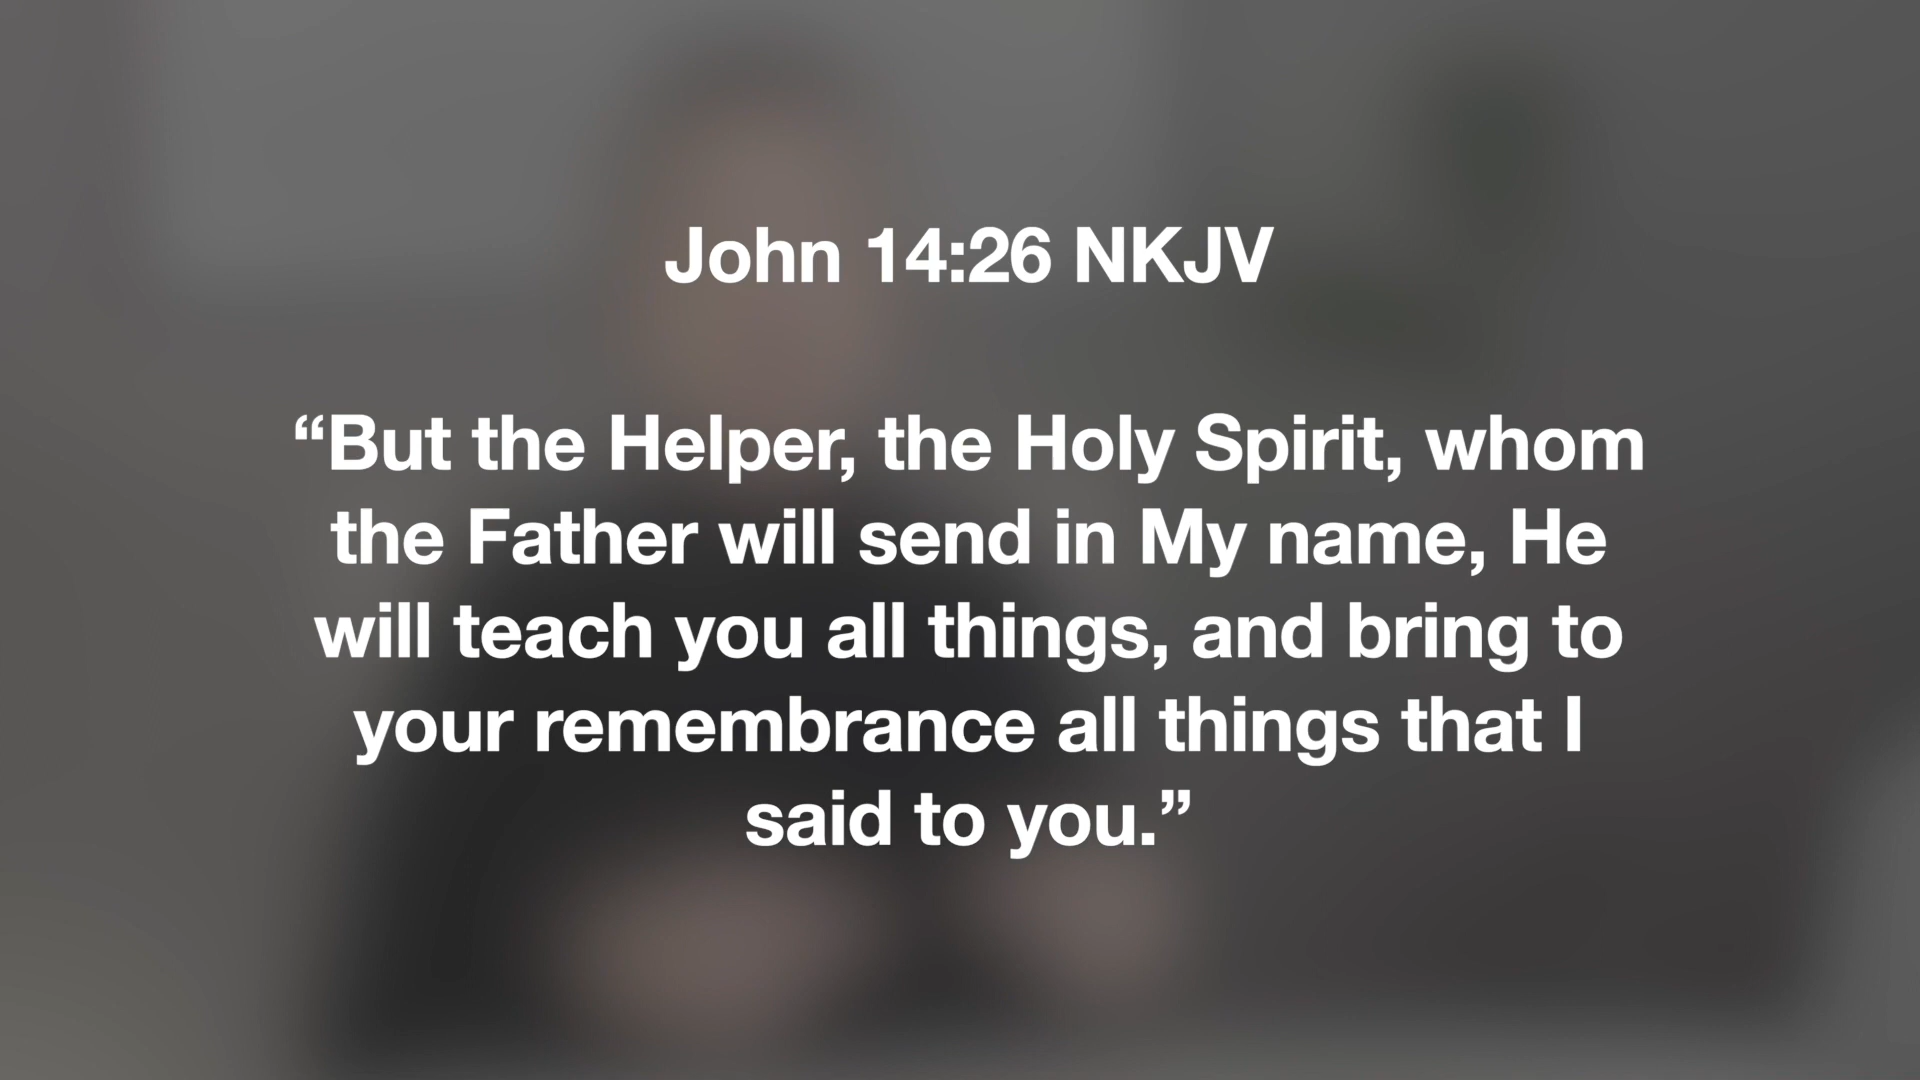 John 14:26 NKJV
“But the Helper, the Holy Spirit, whom
the Father will send in My name, He
will teach you all things, and bring to
your remembrance all things that I
said to you.”